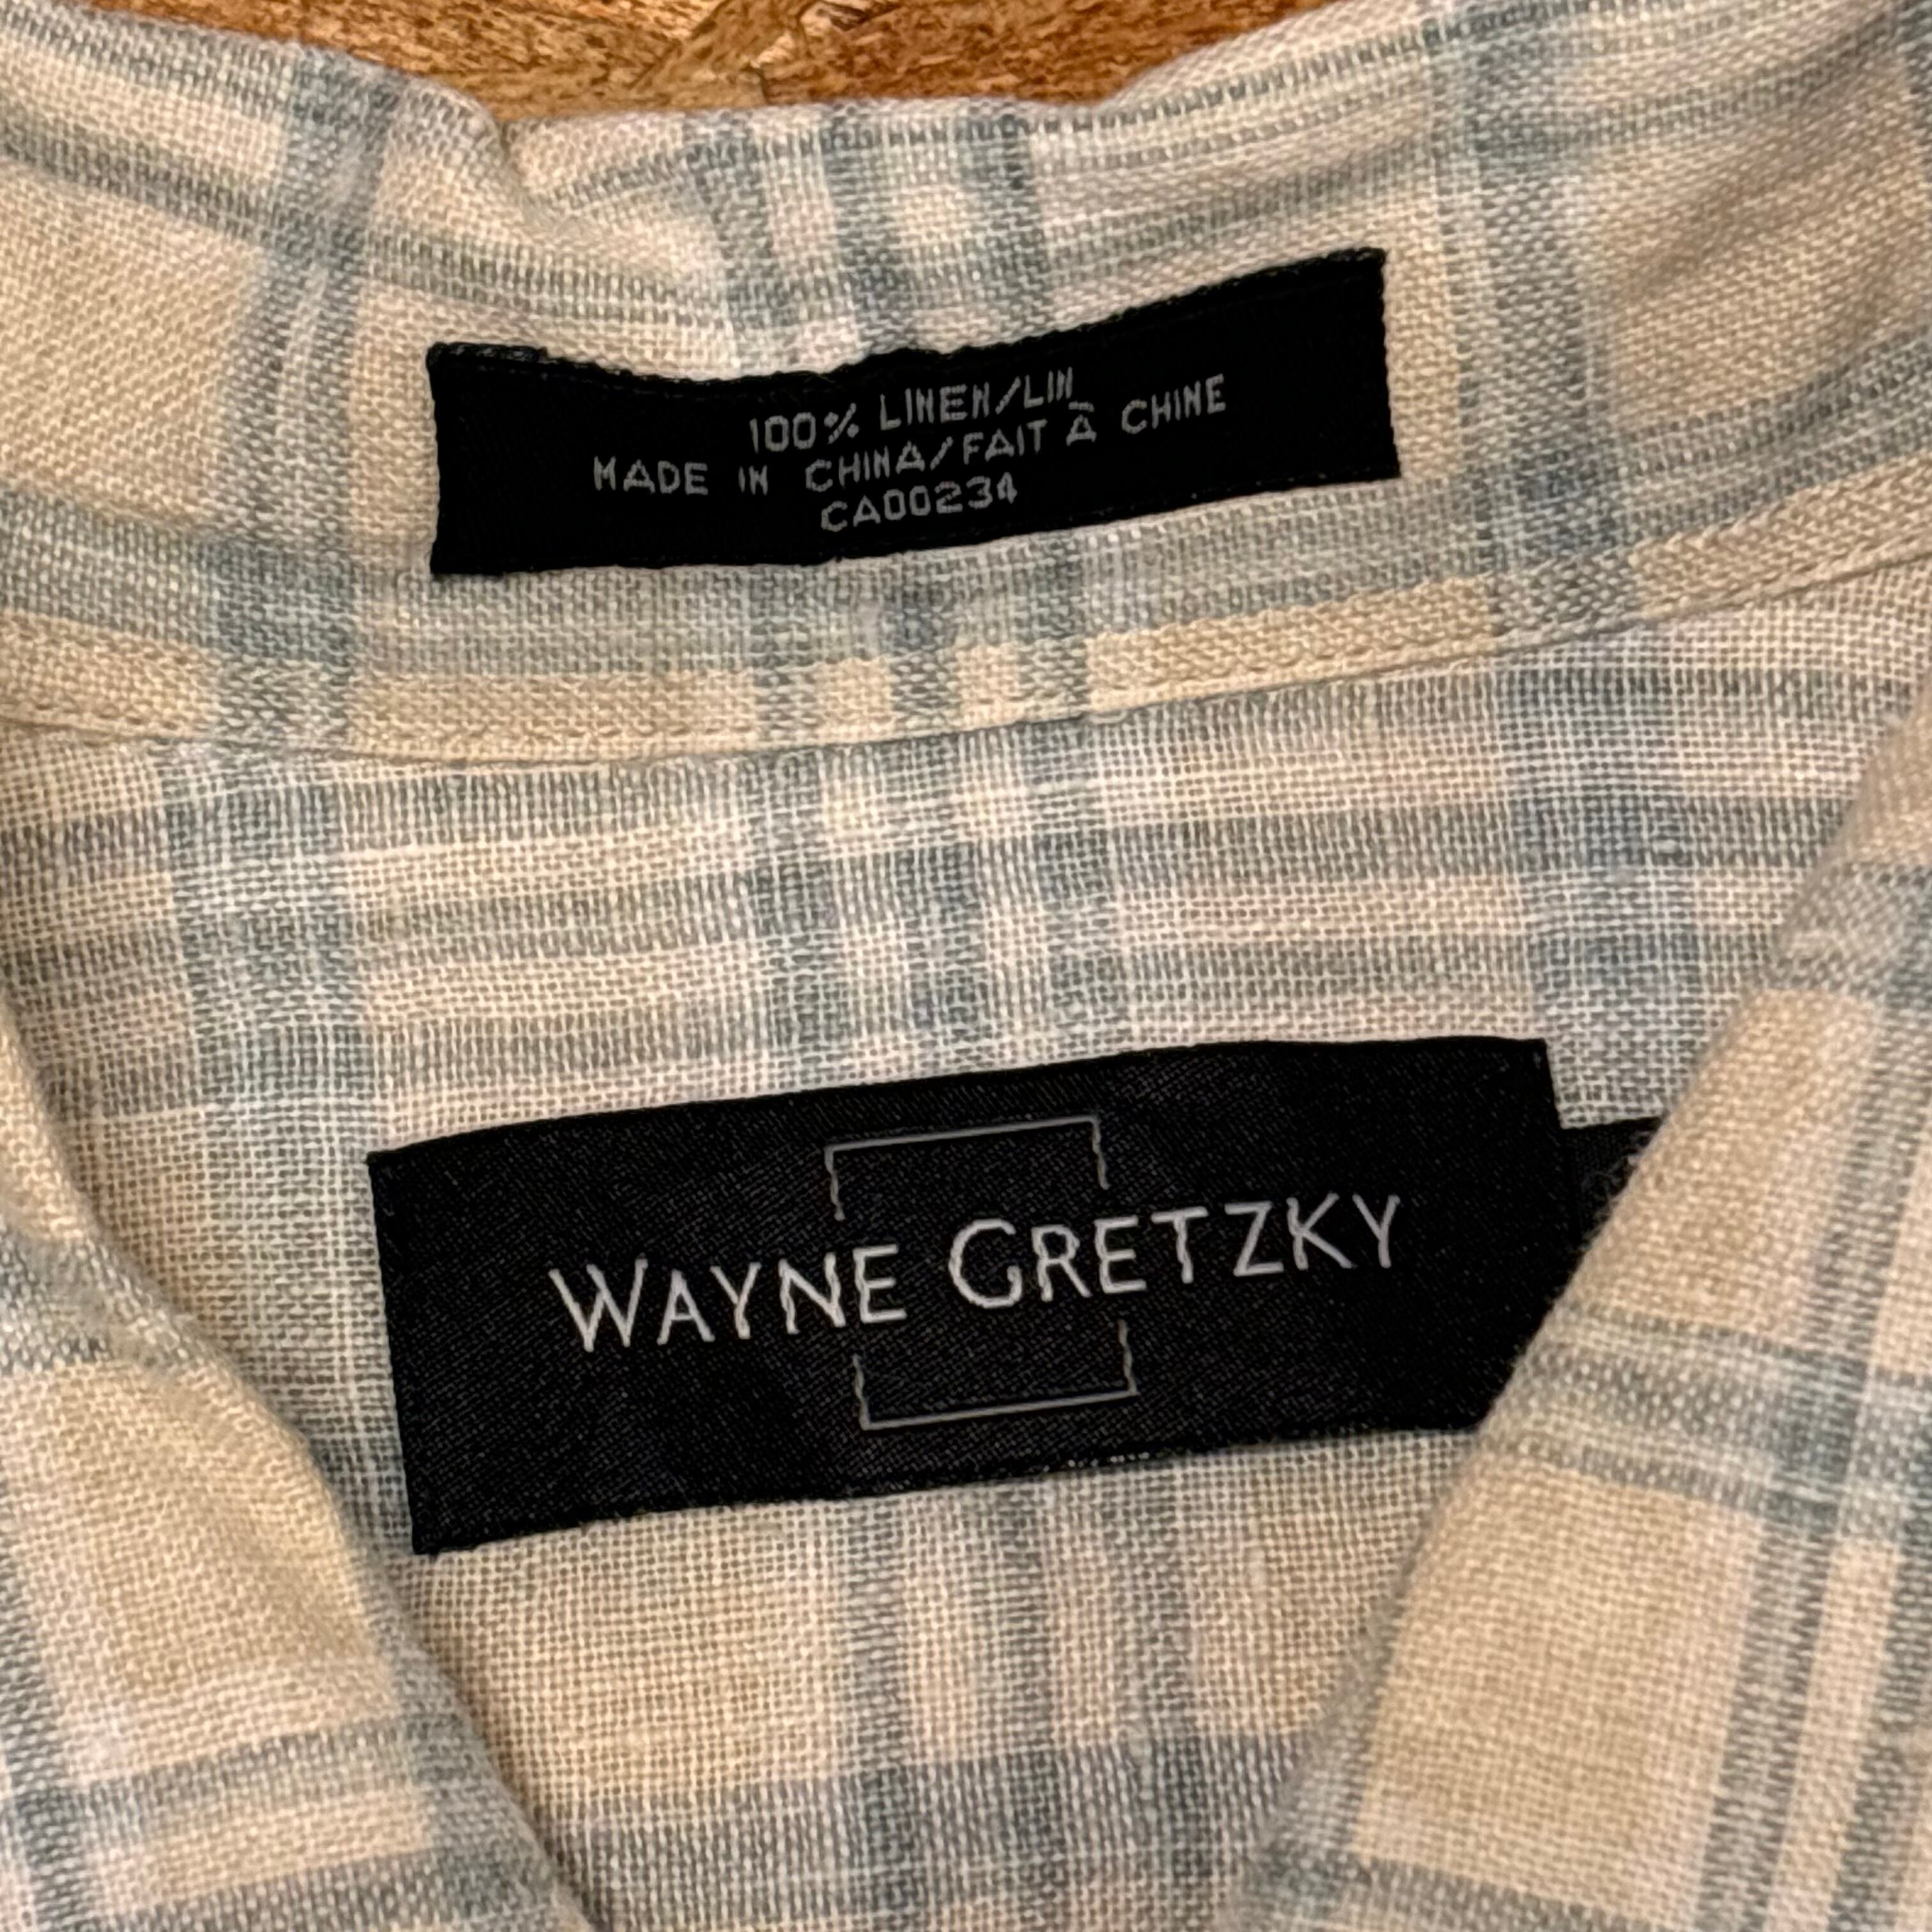 100% LINEN/LIN
MADE IN CHINA/FAIT À CHINE
CA00234
WAYNE GRETZKY